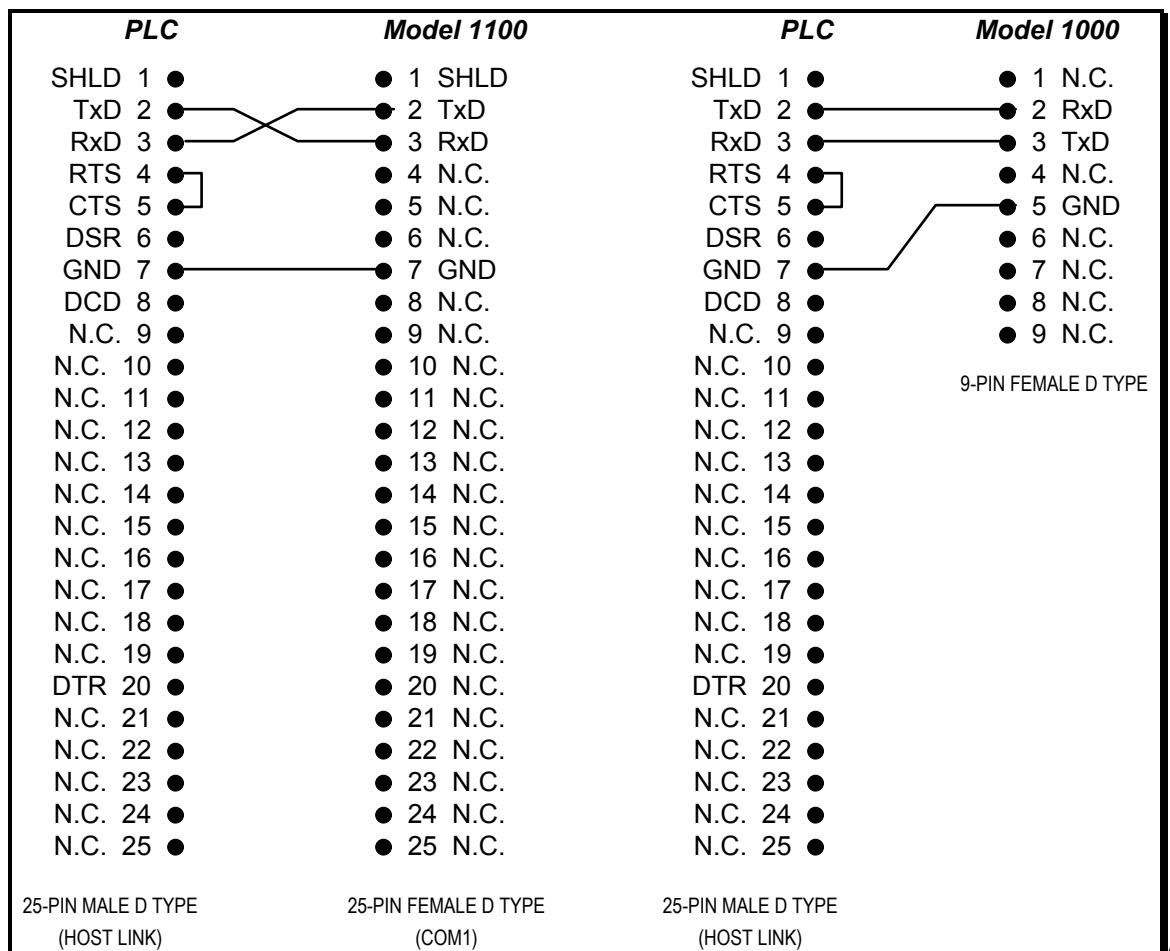 PLC Model 1100 PLC Model 1000
SHLD 1 1 SHLD SHLD 1 1 N.C.
TxD 2 2 TxD TxD 2 2 RxD
RxD 3 3 RxD RxD 3 3 TxD
RTS 4 4 N.C. RTS 4 4 N.C.
CTS 5 5 N.C. CTS 5 5 GND
DSR 6 6 N.C. DSR 6 6 N.C.
GND 7 7 GND GND 7 7 N.C.
DCD 8 8 N.C. DCD 8 8 N.C.
N.C. 9 9 N.C. N.C. 9 9 N.C.
N.C. 10 10 N.C. N.C. 10
9-PIN FEMALE D TYPE
N.C. 11 11 N.C. N.C. 11
N.C. 12 12 N.C. N.C. 12
N.C. 13 13 N.C. N.C. 13
N.C. 14 14 N.C. N.C. 14
N.C. 15 15 N.C. N.C. 15
N.C. 16 16 N.C. N.C. 16
N.C. 17 17 N.C. N.C. 17
N.C. 18 18 N.C. N.C. 18
N.C. 19 19 N.C. N.C. 19
DTR 20 20 N.C. DTR 20
N.C. 21 21 N.C. N.C. 21
N.C. 22 22 N.C. N.C. 22
N.C. 23 23 N.C. N.C. 23
N.C. 24 24 N.C. N.C. 24
N.C. 25 25 N.C. N.C. 25
25-PIN MALE D TYPE 25-PIN FEMALE D TYPE 25-PIN MALE D TYPE
(HOST LINK) (COM1) (HOST LINK)